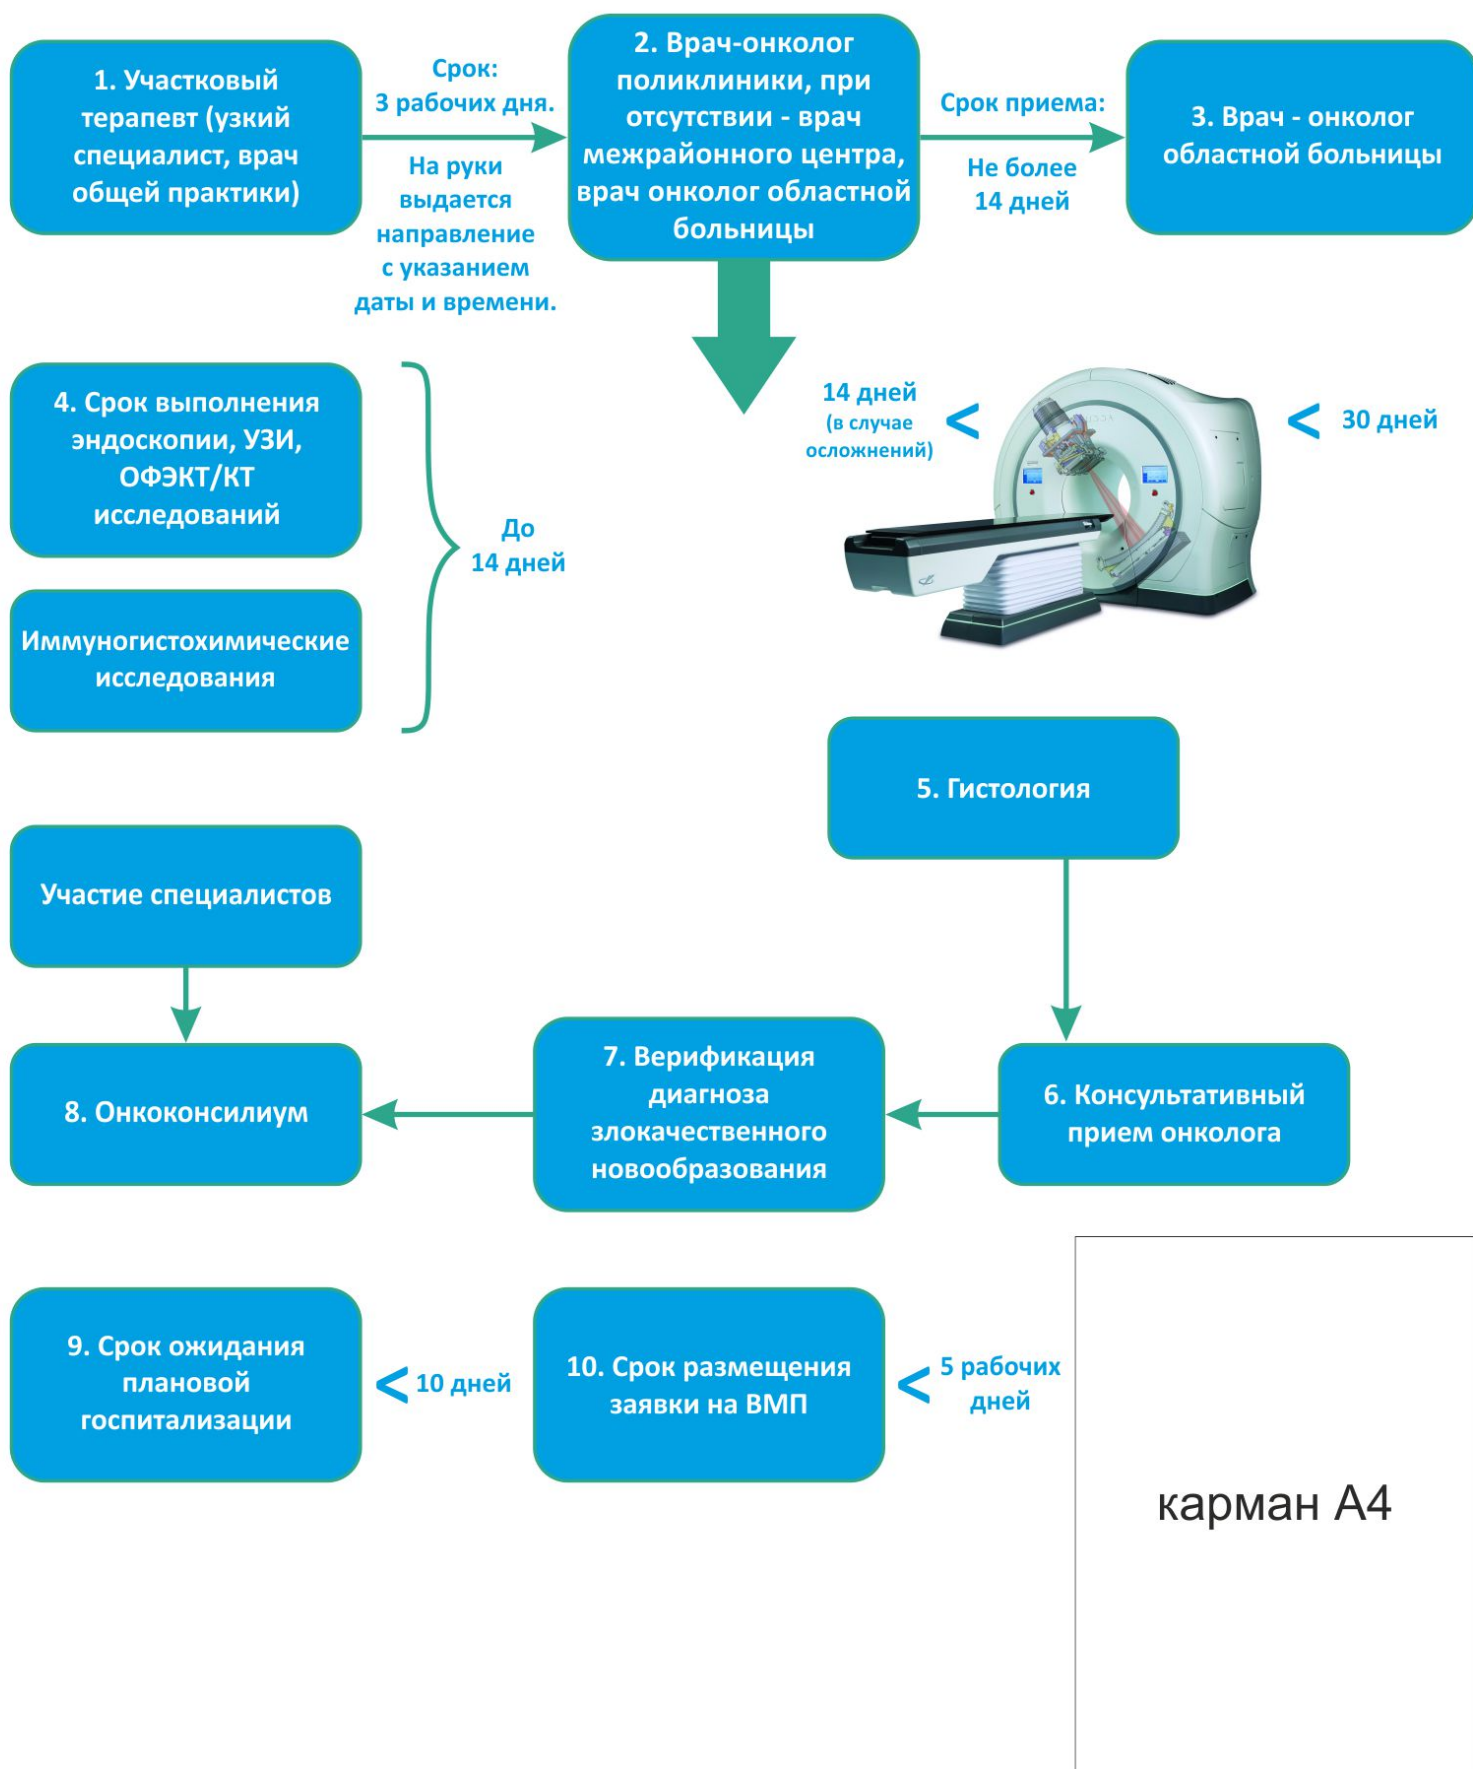 1. Участковый
терапевт (узкий
специалист, врач
общей практики)
Срок:
3 рабочих дня.
На руки
выдается
направление
с указанием
даты и времени.
2. Врач-онколог
поликлиники, при
отсутствии - врач
межрайонного центра,
врач онколог областной
больницы
Срок приема:
Не более
14 дней
3. Врач - онколог
областной больницы
4. Срок выполнения
эндоскопии, УЗИ,
ОФЭКТ/КТ
исследований
Иммуногистохимические
исследования
До
14 дней
14 дней
(в случае
осложнений)
<
<
30 дней
5. Гистология
Участие специалистов
6. Консультативный
прием онколога
7. Верификация
диагноза
злокачественного
новообразования
8. Онкоконсилиум
9. Срок ожидания
плановой
госпитализации
< 10 дней
10. Срок размещения
заявки на ВМП
< 5 рабочих
дней
карман А4